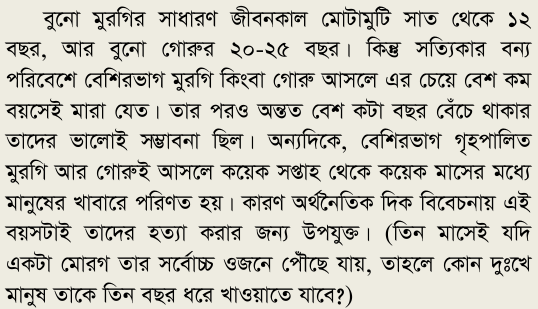 বুনো মুরগির সাধারণ জীবনকাল মোটামুটি সাত থেকে ১২
বছর, আর বুনো গোরুর ২০-২৫ বছর। কিন্তু সত্যিকার বন্য
পরিবেশে বেশিরভাগ মুরগি কিংবা গোরু আসলে এর চেয়ে বেশ কম
বয়সেই মারা যেত। তার পরও অন্তত বেশ কটা বছর বেঁচে থাকার
তাদের ভালোই সম্ভাবনা ছিল। অন্যদিকে, বেশিরভাগ গৃহপালিত
মুরগি আর গোরুই আসলে কয়েক সপ্তাহ থেকে কয়েক মাসের মধ্যে
মানুষের খাবারে পরিণত হয়। কারণ অর্থনৈতিক দিক বিবেচনায় এই
বয়সটাই তাদের হত্যা করার জন্য উপযুক্ত। (তিন মাসেই যদি
একটা মোরগ তার সর্বোচ্চ ওজনে পৌঁছে যায়, তাহলে কোন দুঃখে
মানুষ তাকে তিন বছর ধরে খাওয়াতে যাবে?)